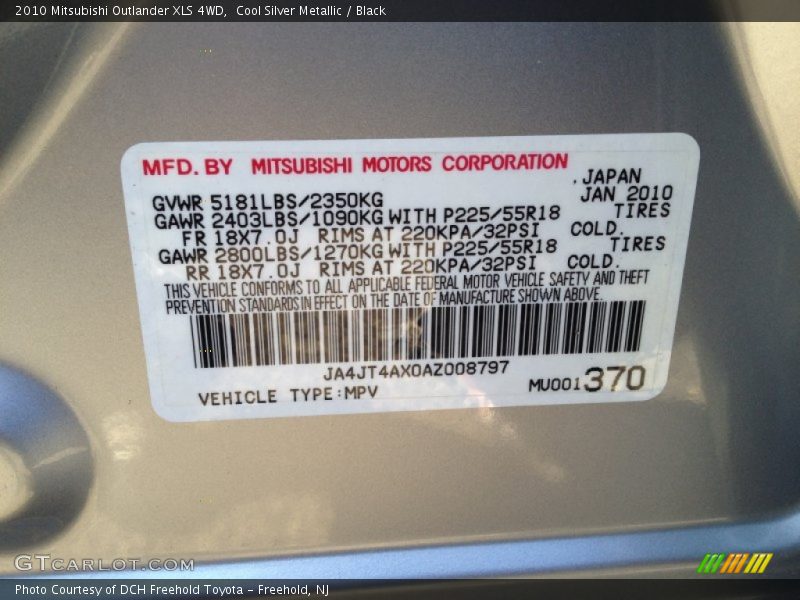 2010 Mitsubishi Outlander XLS 4WD,  Cool Silver Metallic / Black
MFD. BY MITSUBISHI MOTORS CORPORATION
, JAPAN
GVWR 5181LBS/2350KG JAN 2010
GAWR 2403LBS/1090KG WITH P225/55R18 TIRES
FR 18X7.0J RIMS AT 220KPA/32PSI COLD.
GAWR 2800LBS/1270KG WITH P225/55R18 TIRES
RR 18X7.0J RIMS AT 220KPA/32PSI COLD.
THIS VEHICLE CONFORMS TO ALL APPLICABLE FEDERAL MOTOR VEHICLE SAFETY AND THEFT
PREVENTION STANDARDS IN EFFECT ON THE DATE OF MANUFACTURE SHOWN ABOVE.
JA4JT4AX0AZ008797
VEHICLE TYPE:MPV MU001370
GTCARLOT.COM
Photo Courtesy of DCH Freehold Toyota – Freehold, NJ